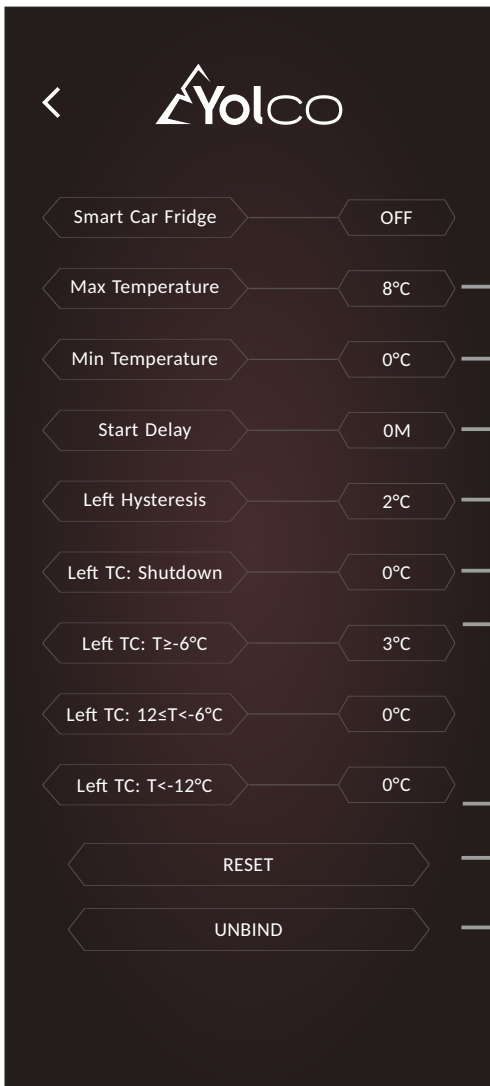 Yolco
Smart Car Fridge OFF
Max Temperature 8°C
Min Temperature 0°C
Start Delay 0M
Left Hysteresis 2°C
Left TC: Shutdown 0°C
Left TC: T≥-6°C 3°C
Left TC: 12≤T<-6°C 0°C
Left TC: T<-12°C 0°C
RESET
UNBIND